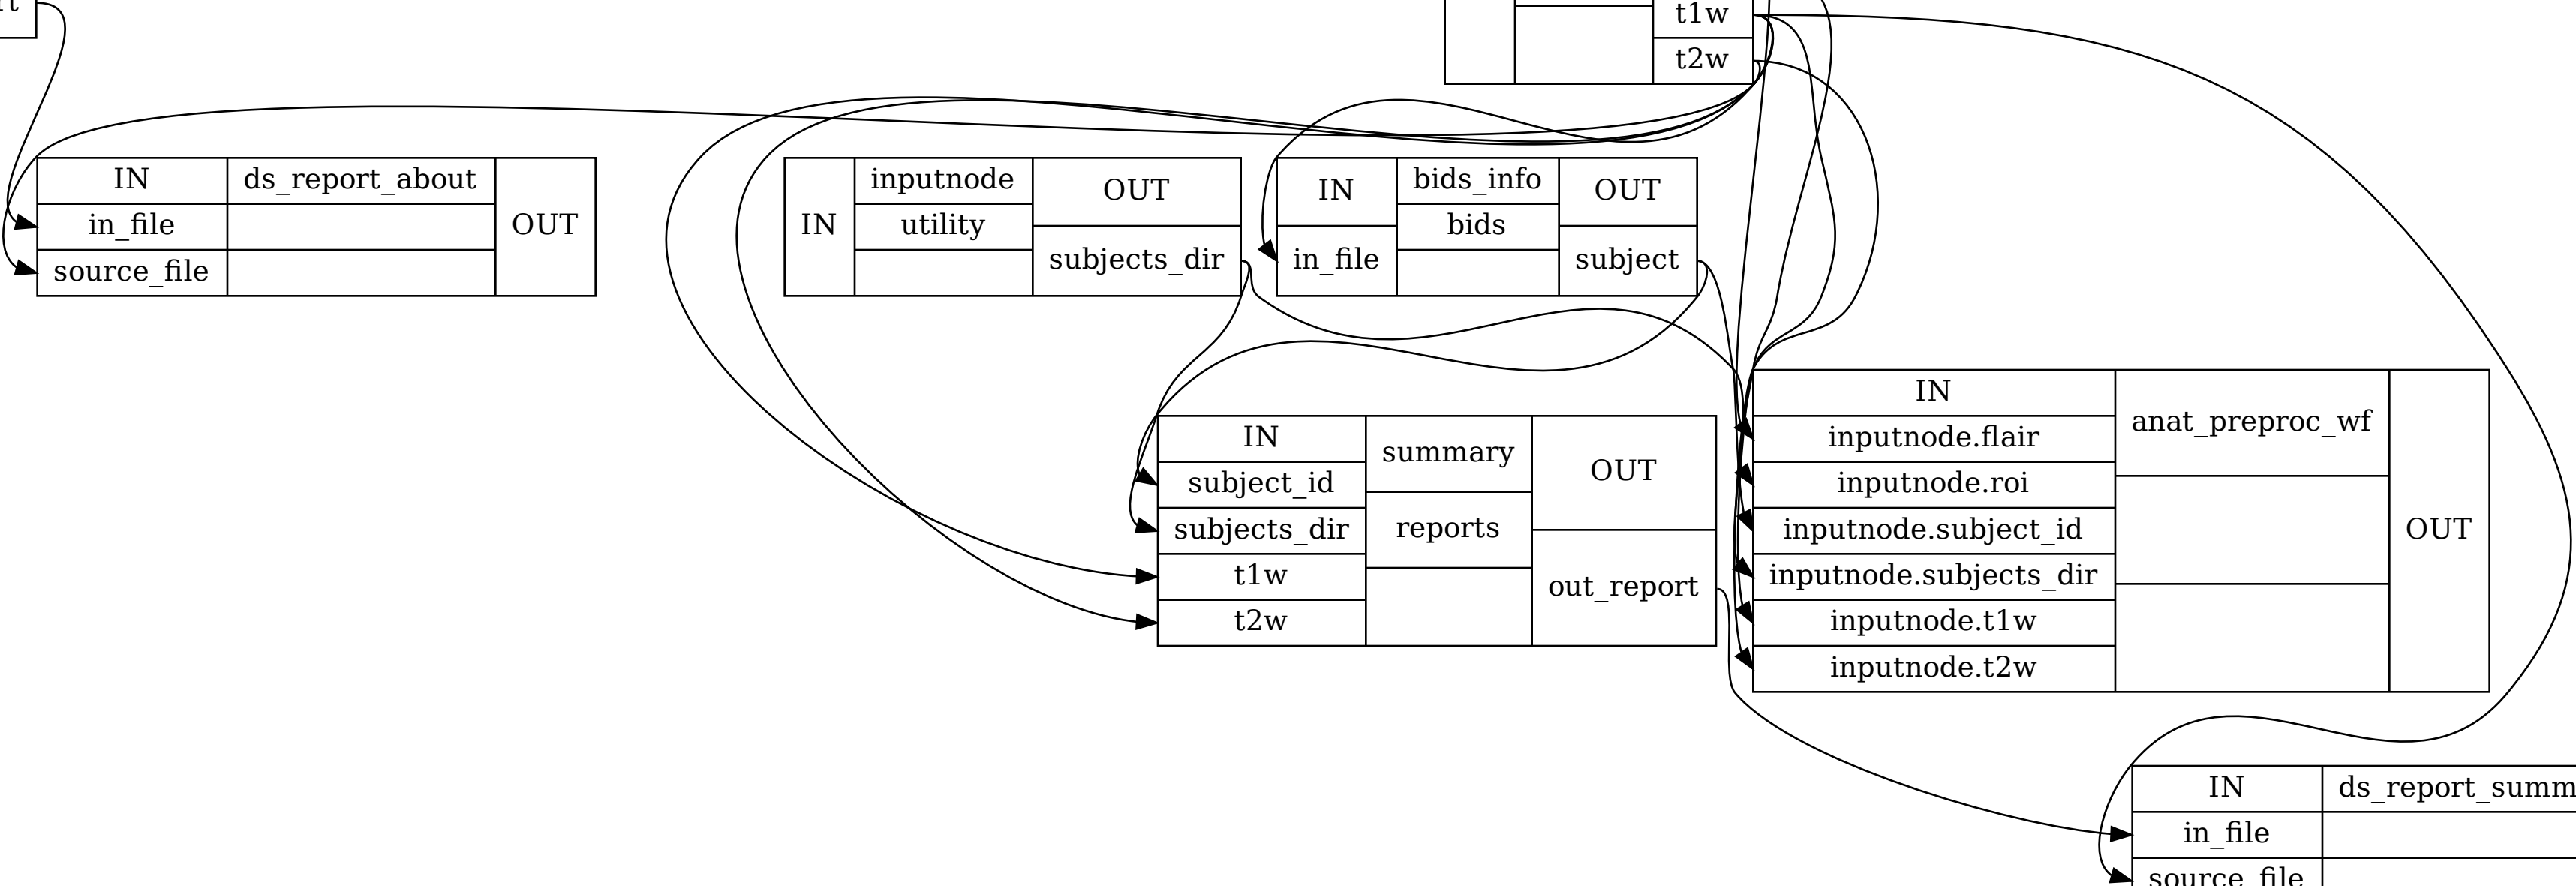 t1w
t2w
IN
ds_report_about
in_file
source_file
OUT
IN
inputnode
utility
OUT
subjects_dir
IN
in_file
bids_info
bids
OUT
subject
IN
subject_id
subjects_dir
t1w
t2w
summary
reports
OUT
out_report
IN
inputnode.flair
inputnode.roi
inputnode.subject_id
inputnode.subjects_dir
inputnode.t1w
inputnode.t2w
anat_preproc_wf
OUT
IN
in_file
source_file
ds_report_summ